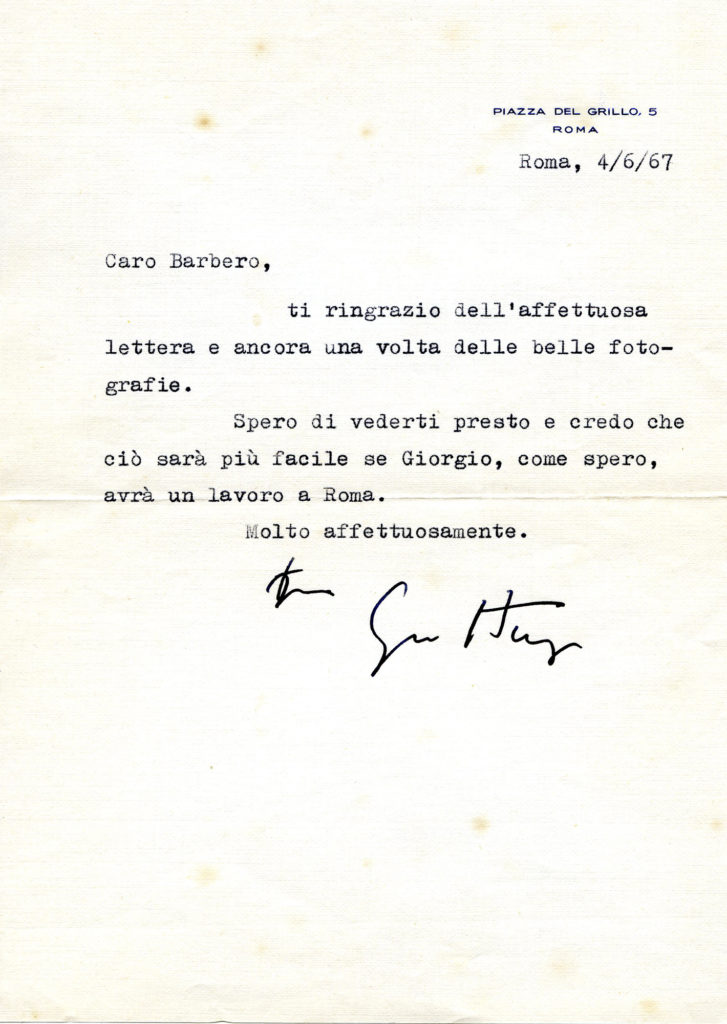 PIAZZA DEL GRILLO, 5
ROMA
Roma, 4/6/67
Caro Barbero,
ti ringrazio dell'affettuosa
lettera e ancora una volta delle belle foto-
grafie.
Spero di vederti presto e credo che
ciò sarà più facile se Giorgio, come spero,
avrà un lavoro a Roma.
Molto affettuosamente.